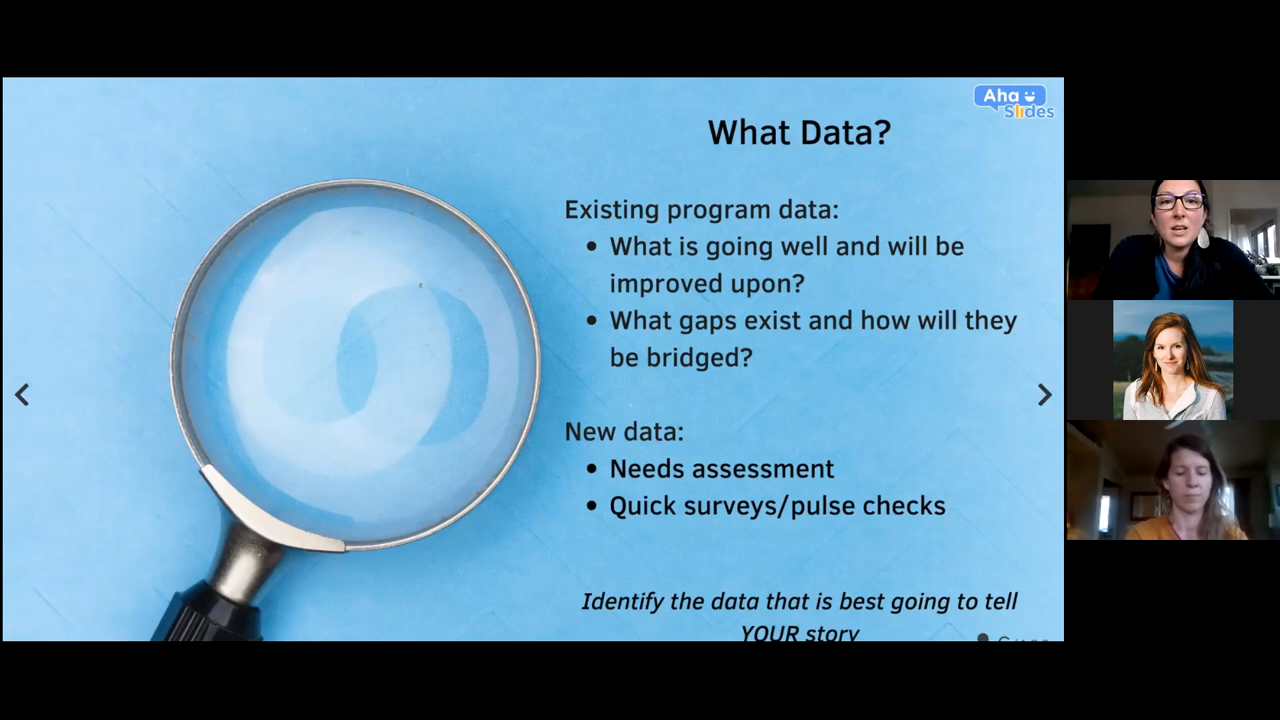 Aha
Slides
What Data?
Existing program data:
• What is going well and will be
improved upon?
• What gaps exist and how will they
be bridged?
New data:
• Needs assessment
• Quick surveys/pulse checks
Identify the data that is best going to tell
YOUR story